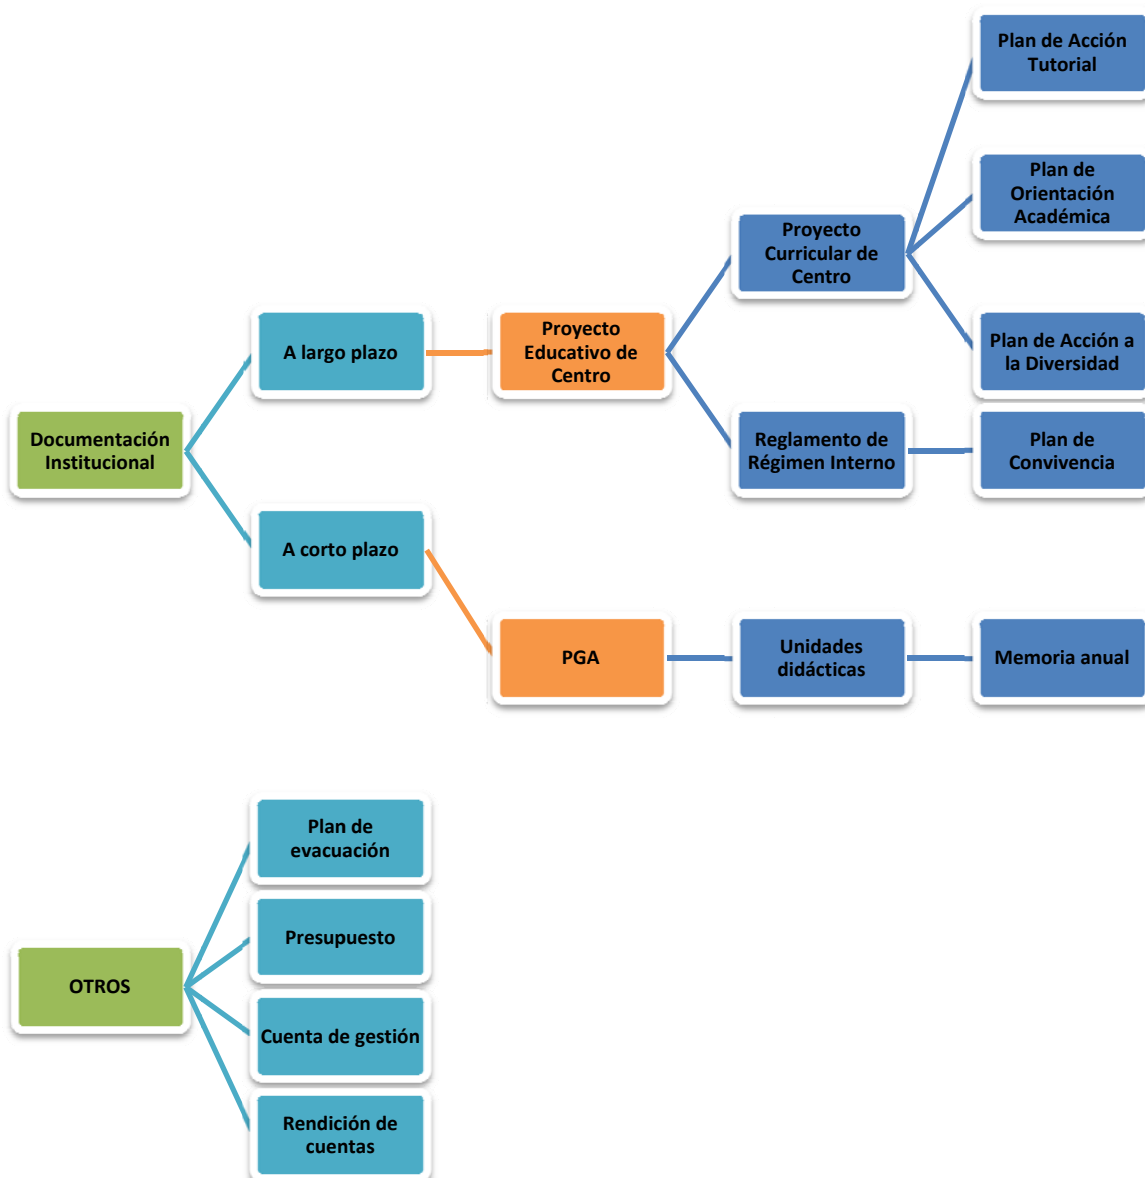 Plan de Acción
Tutorial
Plan de
Orientación
Académica
Proyecto
Curricular de
Centro
A largo plazo
Proyecto
Educativo de
Centro
Plan de Acción a
la Diversidad
Documentación
Institucional
Reglamento de
Régimen Interno
Plan de
Convivencia
A corto plazo
PGA
Unidades
didácticas
Memoria anual
Plan de
evacuación
Presupuesto
OTROS
Cuenta de gestión
Rendición de
cuentas